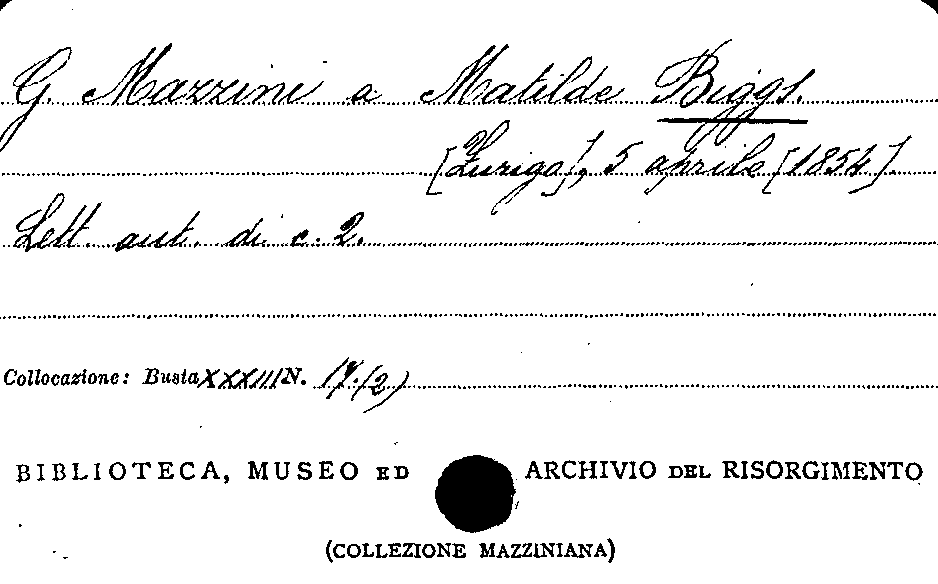 G. Mazzini a Matilde Biggs.
[Zurigo], 5 aprile [1854].
Lett. aut. di c. 2.
Collocazione: Busta XXXIII N. 17.(2)
BIBLIOTECA, MUSEO ED ARCHIVIO DEL RISORGIMENTO
(COLLEZIONE MAZZINIANA)